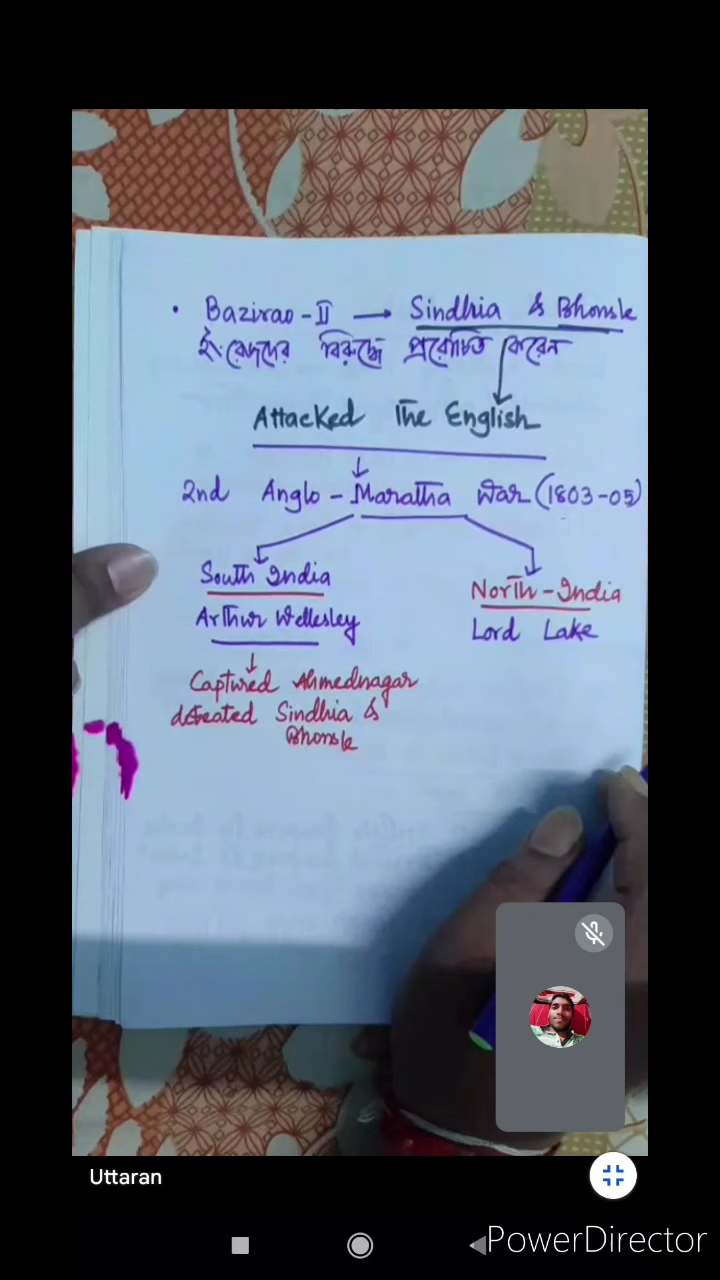 • Bazirao-II → Sindhia & Bhonsle
ইংরেজদের বিরুদ্ধে প্ররোচিত করেন
Attacked The English
2nd Anglo-Maratha War (1803-05)
South India
North-India
Arthur Wellesley
Lord Lake
Captured Ahmednagar
defeated Sindhia &
Bhonsle
Uttaran
PowerDirector